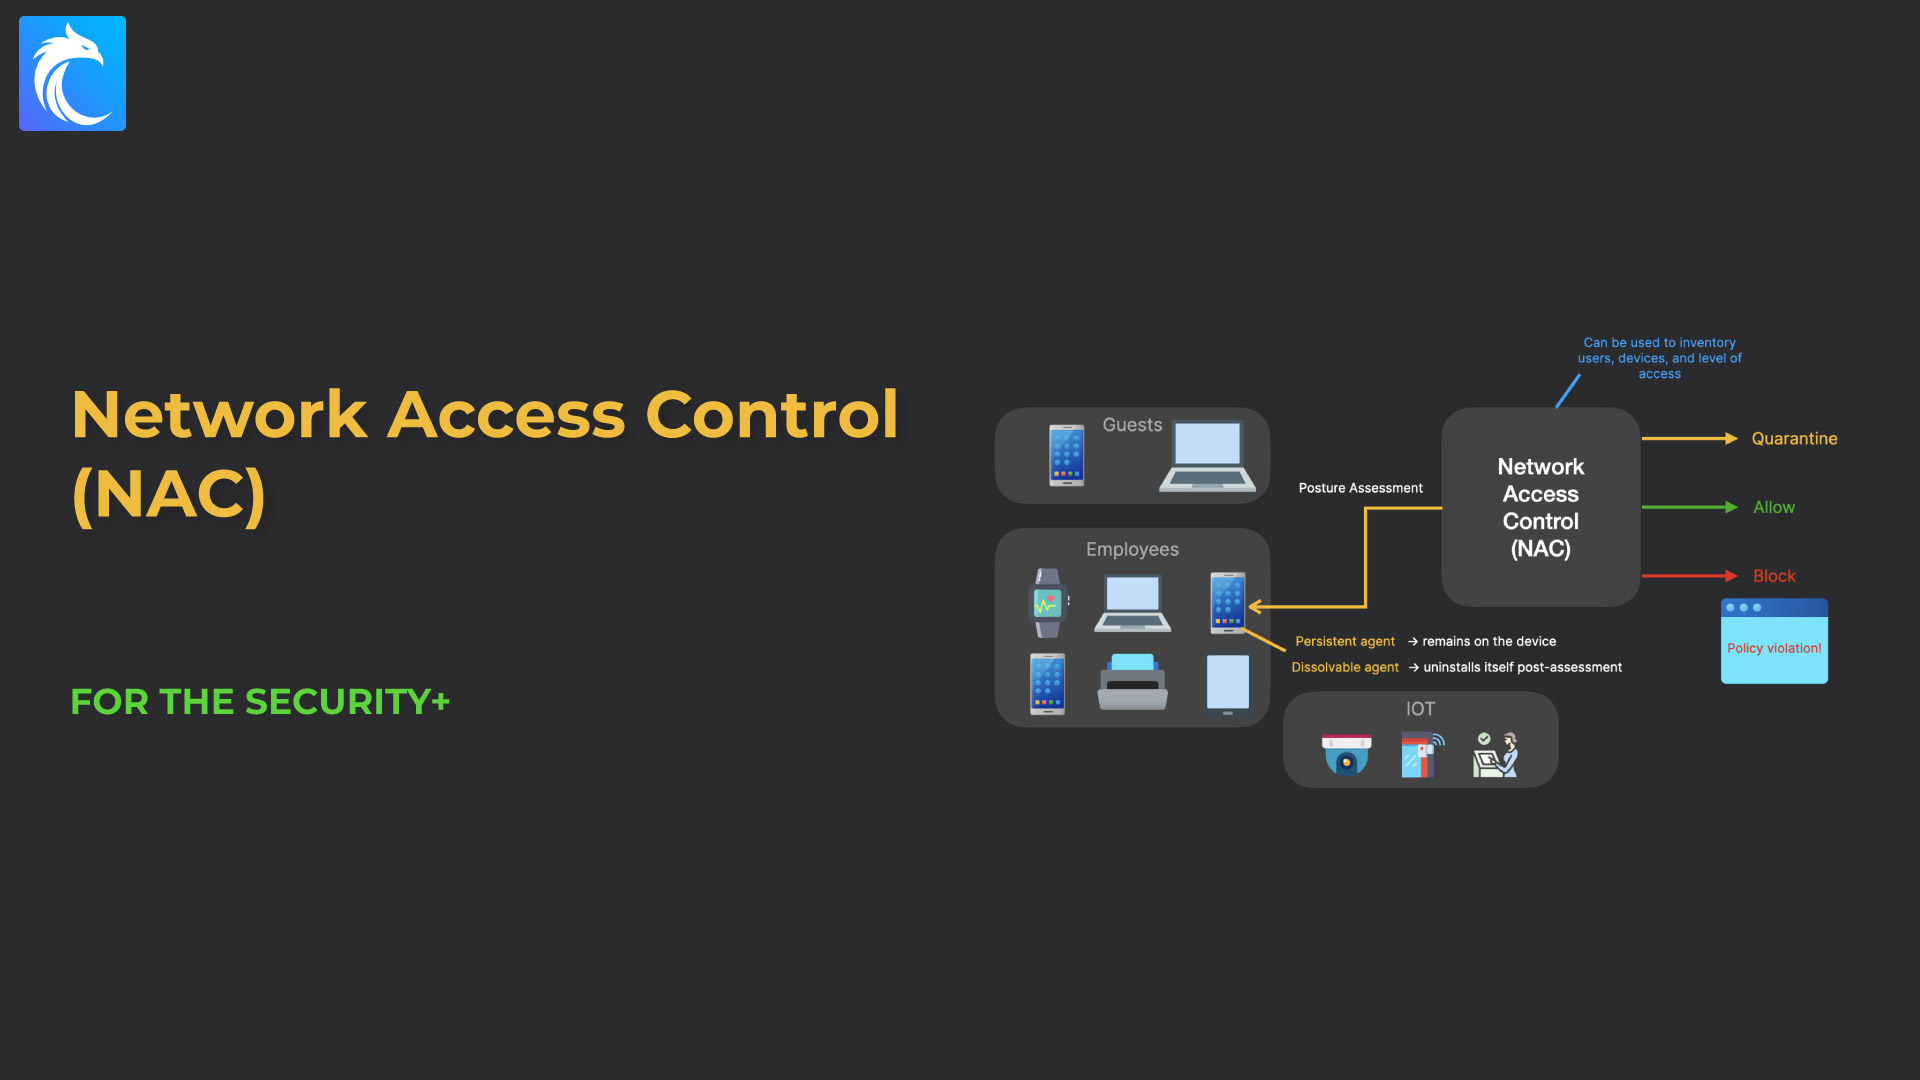 Network Access Control
(NAC)
FOR THE SECURITY+
Can be used to inventory
users, devices, and level of
access
Guests
Employees
Posture Assessment
Network
Access
Control
(NAC)
Quarantine
Allow
Block
Policy violation!
Persistent agent → remains on the device
Dissolvable agent → uninstalls itself post-assessment
IOT